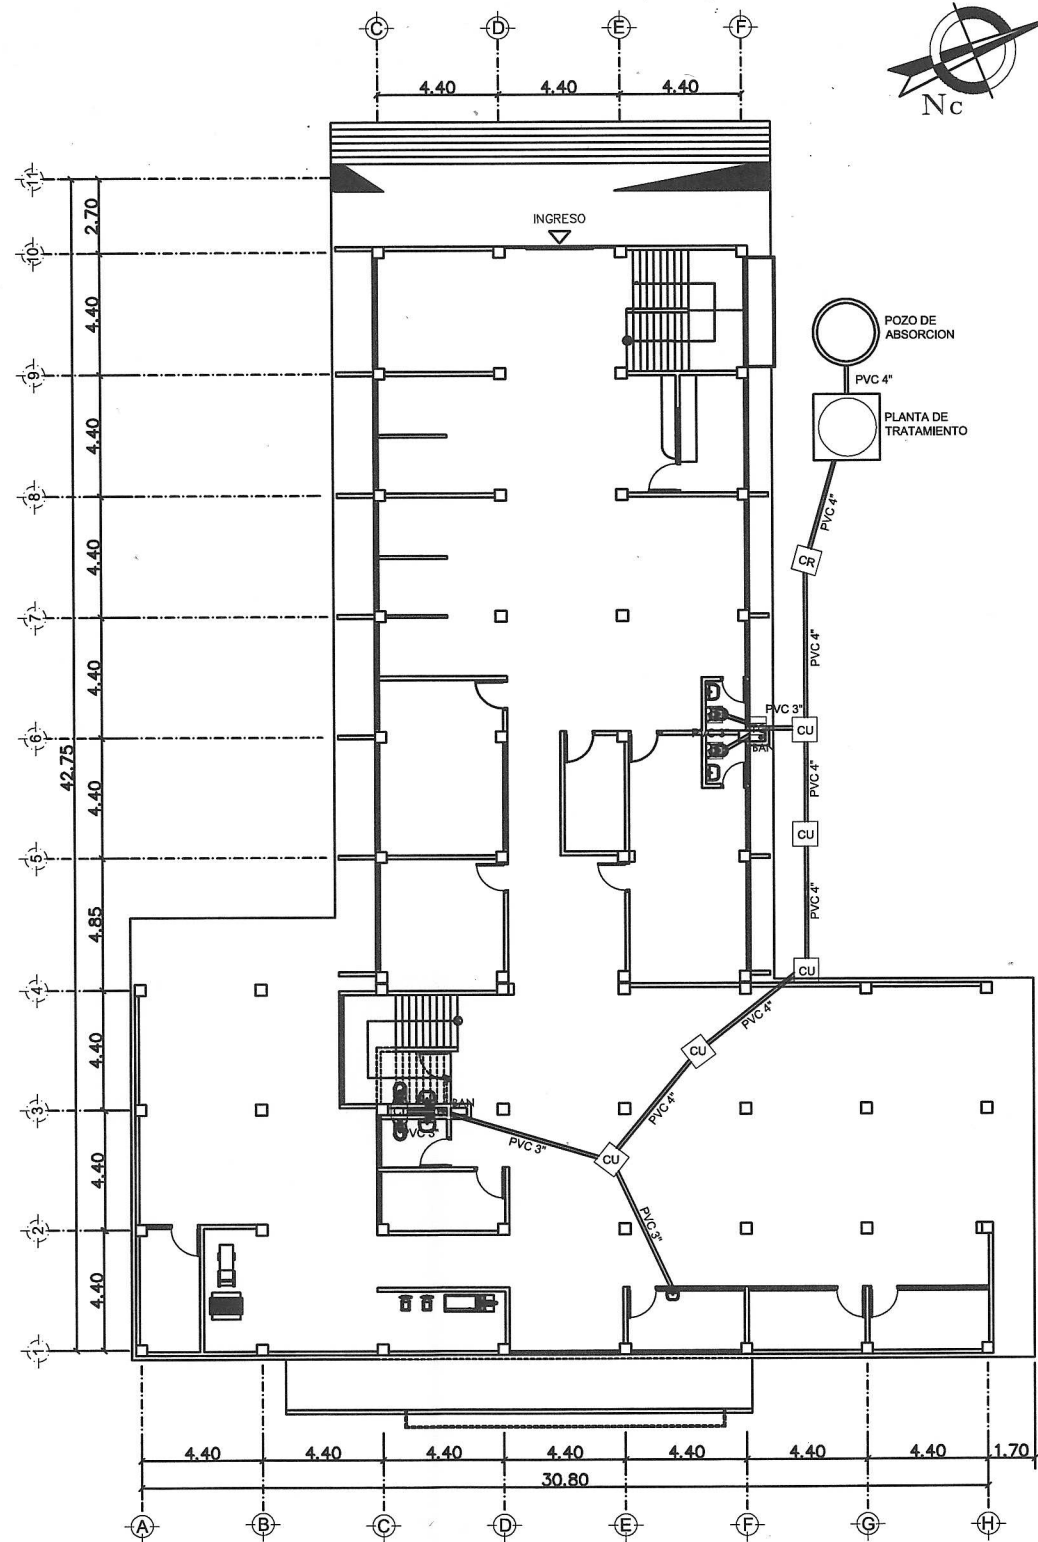 C D E F
4.40 4.40 4.40
Nc
11
2.70
INGRESO
10
4.40
POZO DE
ABSORCION
9
PVC 4"
4.40
PLANTA DE
TRATAMIENTO
8
PVC 4"
4.40
CR
7
PVC 4"
4.40
PVC 3"
6
CU
BAN
42.75
4.40
PVC 4"
CU
5
PVC 4"
4.85
CU
4
PVC 4"
4.40
CU
PVC 4"
3
BAN
PVC 3"
PVC 3"
CU
4.40
PVC 3"
2
4.40
1
4.40 4.40 4.40 4.40 4.40 4.40 4.40 1.70
30.80
A B C D E F G H